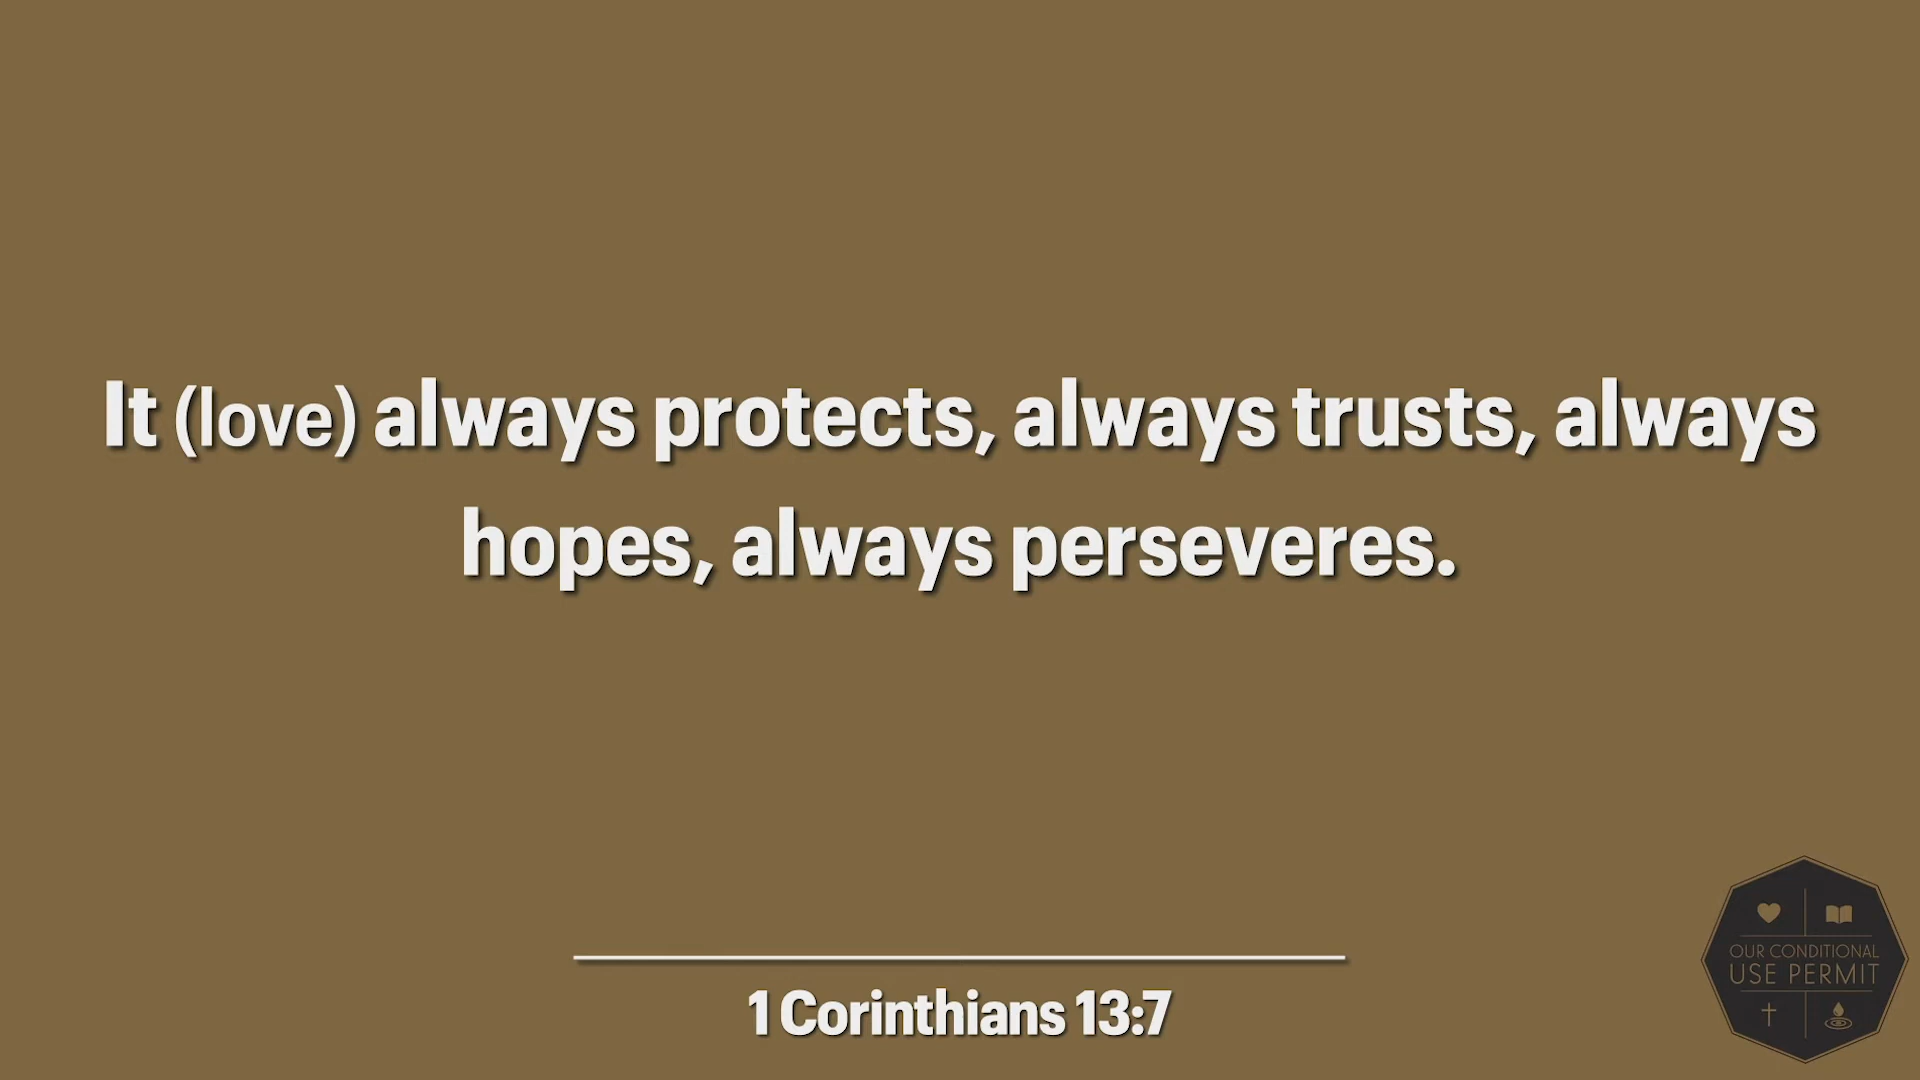 It (love) always protects, always trusts, always
hopes, always perseveres.
1 Corinthians 13:7
OUR CONDITIONAL
USE PERMIT